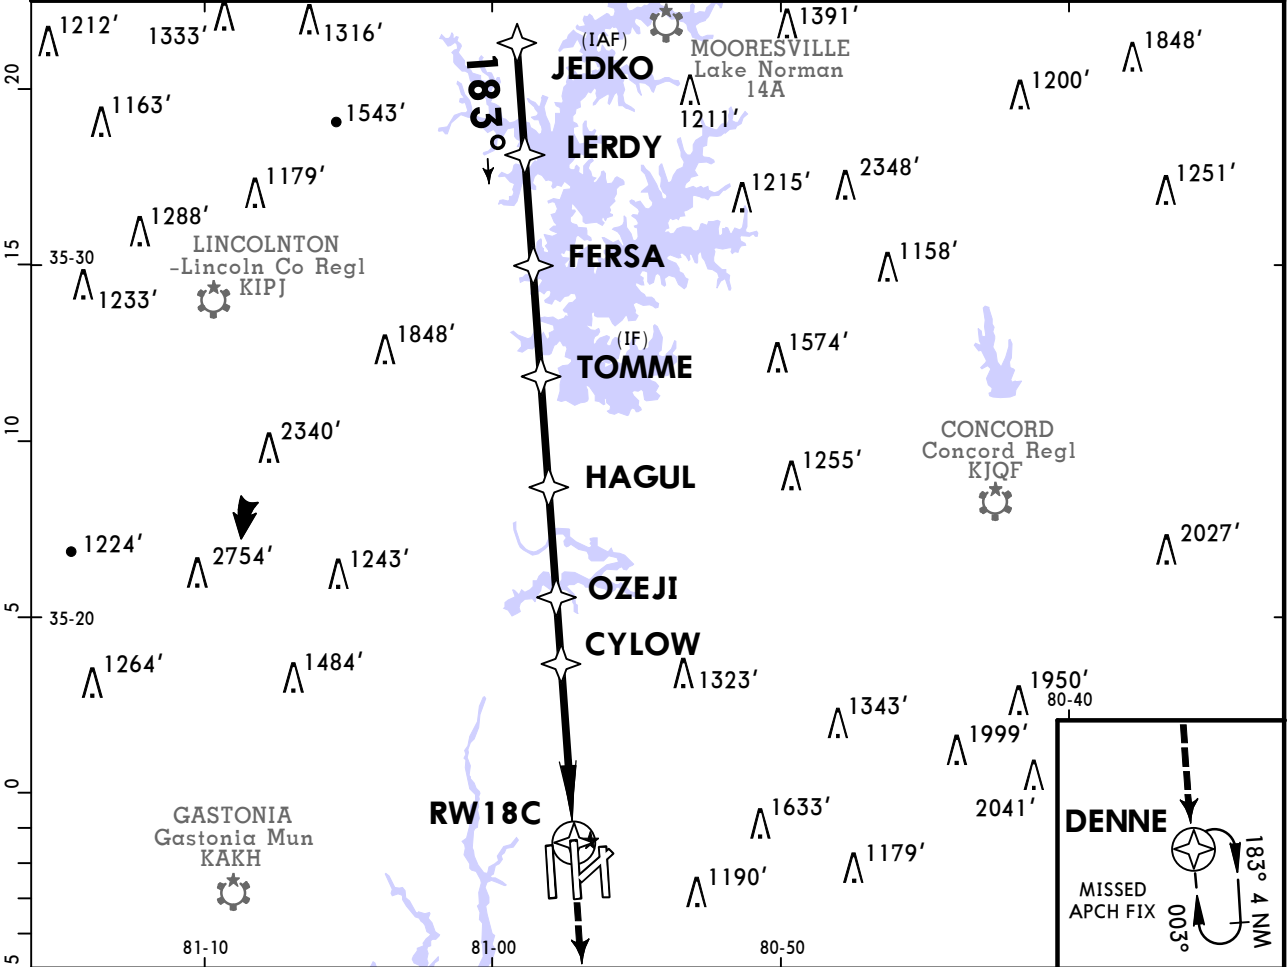 1212′
1333′
1316′
(IAF)
JEDKO
MOORESVILLE
Lake Norman
14A
1391′
1848′
20
183°
1163′
1543′
1211′
1200′
LERDY
1179′
1215′
2348′
1251′
1288′
LINCOLNTON
-Lincoln Co Regl
KIPJ
35-30
15
1233′
FERSA
1158′
1848′
(IF)
TOMME
1574′
10
2340′
CONCORD
Concord Regl
KJQF
HAGUL
1255′
1224′
2754′
1243′
2027′
OZEJI
5
35-20
CYLOW
1264′
1484′
1323′
1343′
1950′
80-40
1999′
2041′
0
RW18C
1633′
GASTONIA
Gastonia Mun
KAKH
1190′
1179′
DENNE
MISSED
APCH FIX
183° 4 NM
003°
5
81-10
81-00
80-50